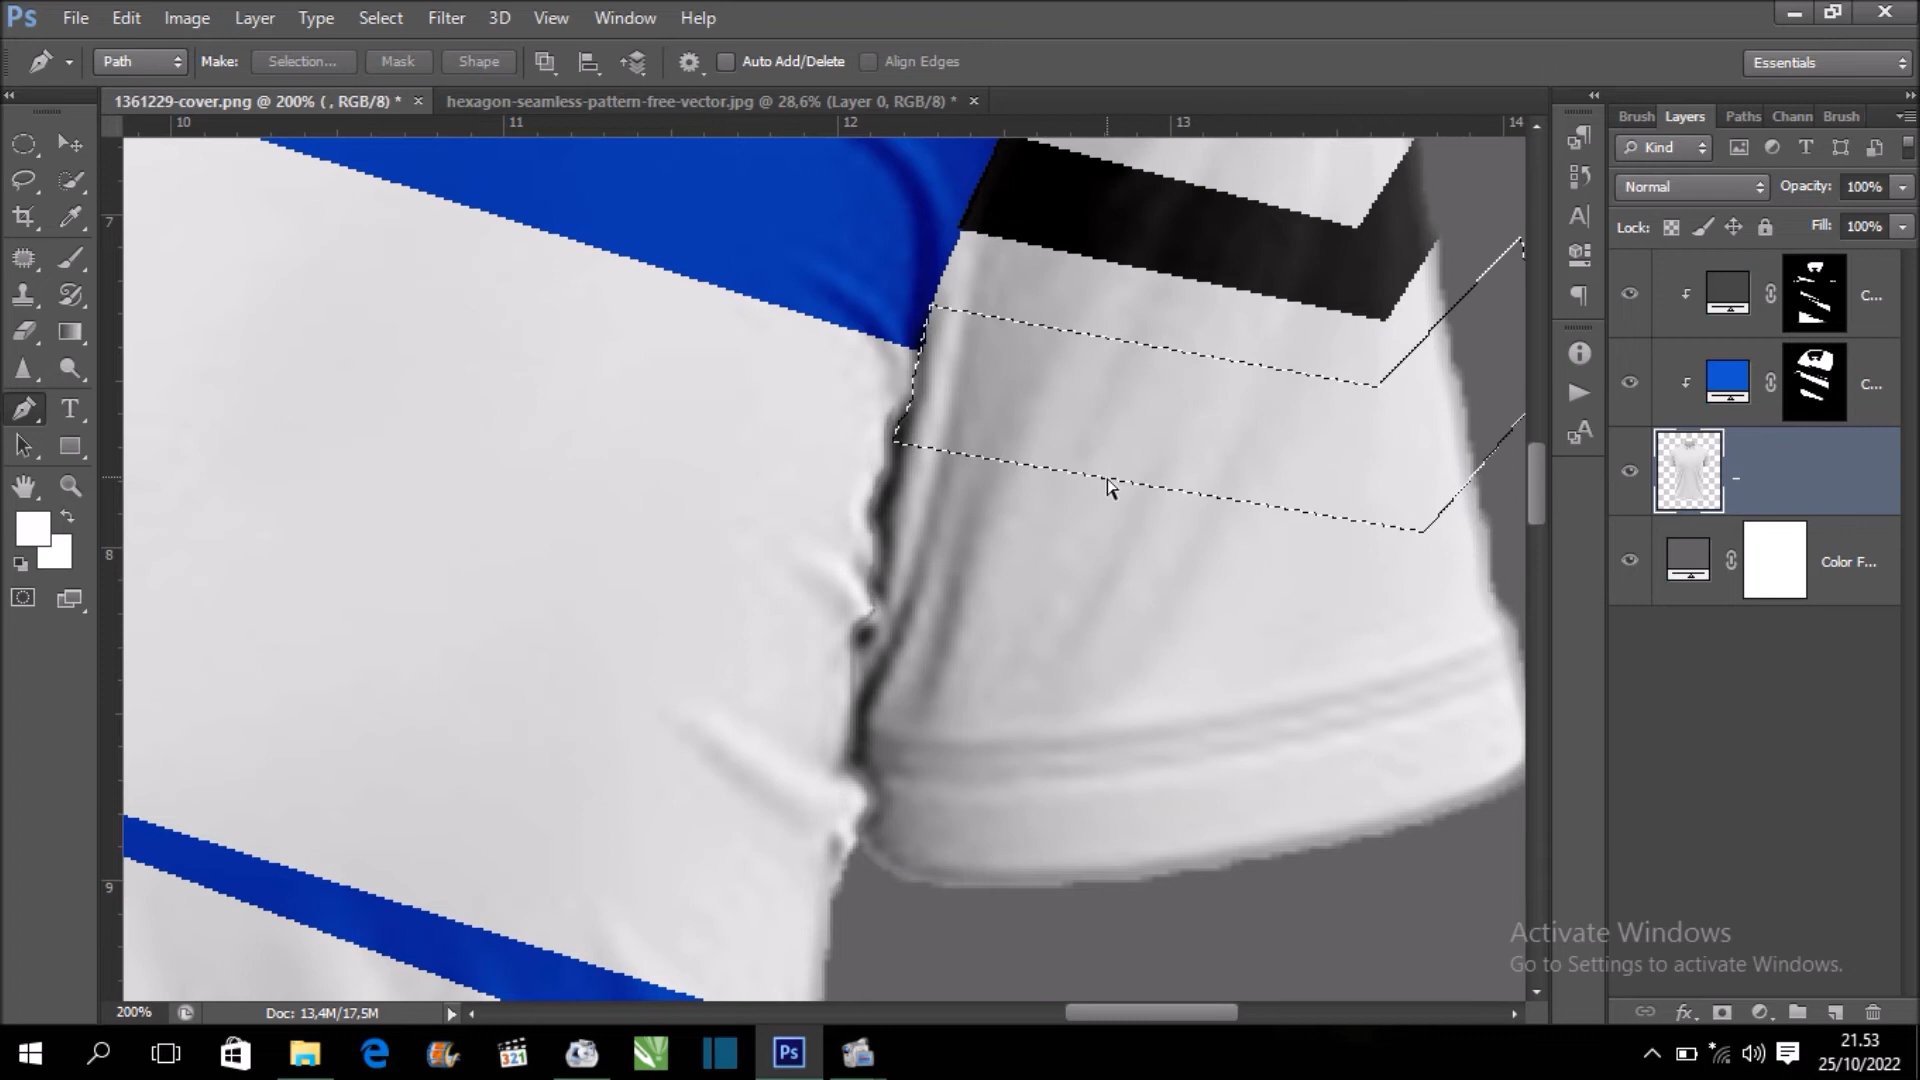 Ps File Edit Image Layer Type Select Filter 3D View Window Help
Path Make: Selection... Mask Shape Auto Add/Delete Align Edges Essentials
1361229-cover.png @ 200% ( , RGB/8) * × hexagon-seamless-pattern-free-vector.jpg @ 28,6% (Layer 0, RGB/8) * ×
Brush Layers Paths Chann Brush
10 11 12 13 14
Kind
Normal Opacity: 100%
Lock: Fill: 100%
7
C...
C...
8
Color F...
9
Activate Windows
Go to Settings to activate Windows.
200% Doc: 13,4M/17,5M
21.53
25/10/2022
321
Ps